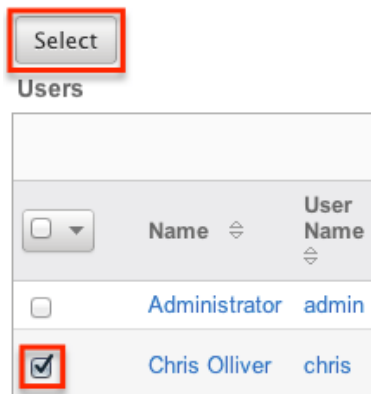 Select
Users
Name
User
Name
Administrator admin
Chris Olliver chris